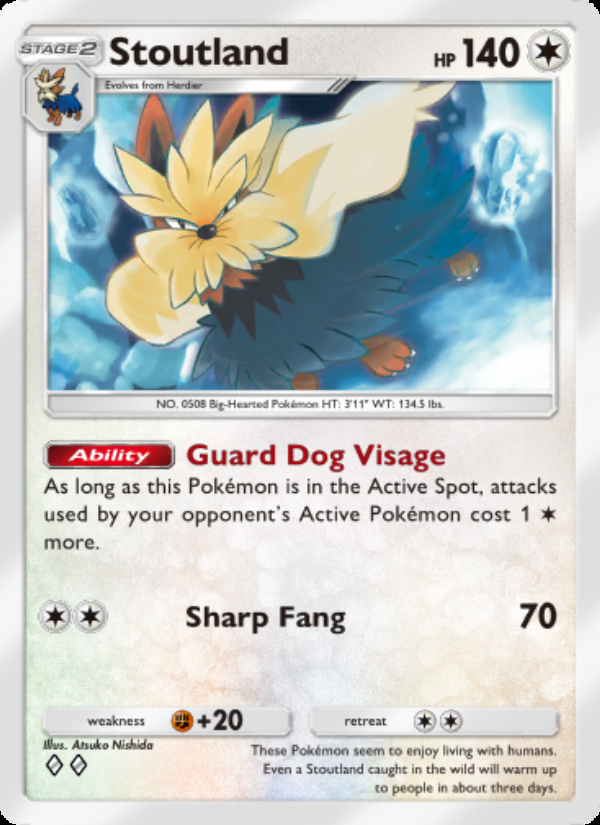 STAGE 2 Stoutland HP 140
Evolves from Herdier
NO. 0508 Big-Hearted Pokémon HT: 3'11" WT: 134.5 lbs.
Ability Guard Dog Visage
As long as this Pokémon is in the Active Spot, attacks
used by your opponent's Active Pokémon cost 1
more.
Sharp Fang 70
weakness +20 retreat
Illus. Atsuko Nishida
These Pokémon seem to enjoy living with humans.
Even a Stoutland caught in the wild will warm up
to people in about three days.